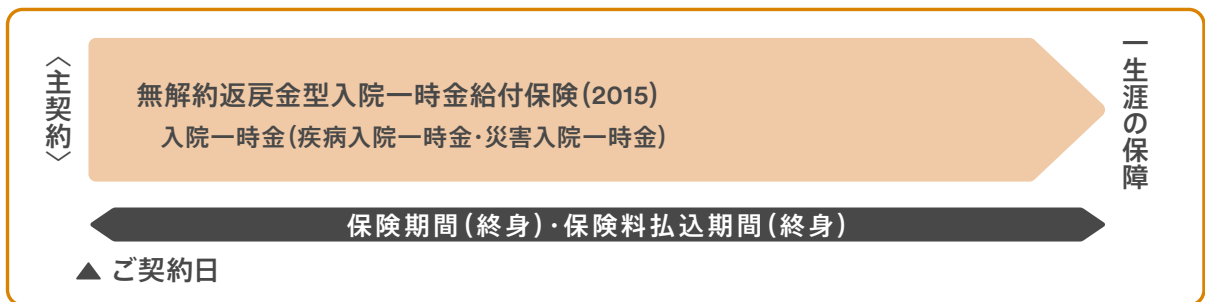 〈主契約〉
無解約返戻金型入院一時金給付保険(2015)
入院一時金(疾病入院一時金・災害入院一時金)
一生涯の保障
保険期間(終身)・保険料払込期間(終身)
▲ ご契約日